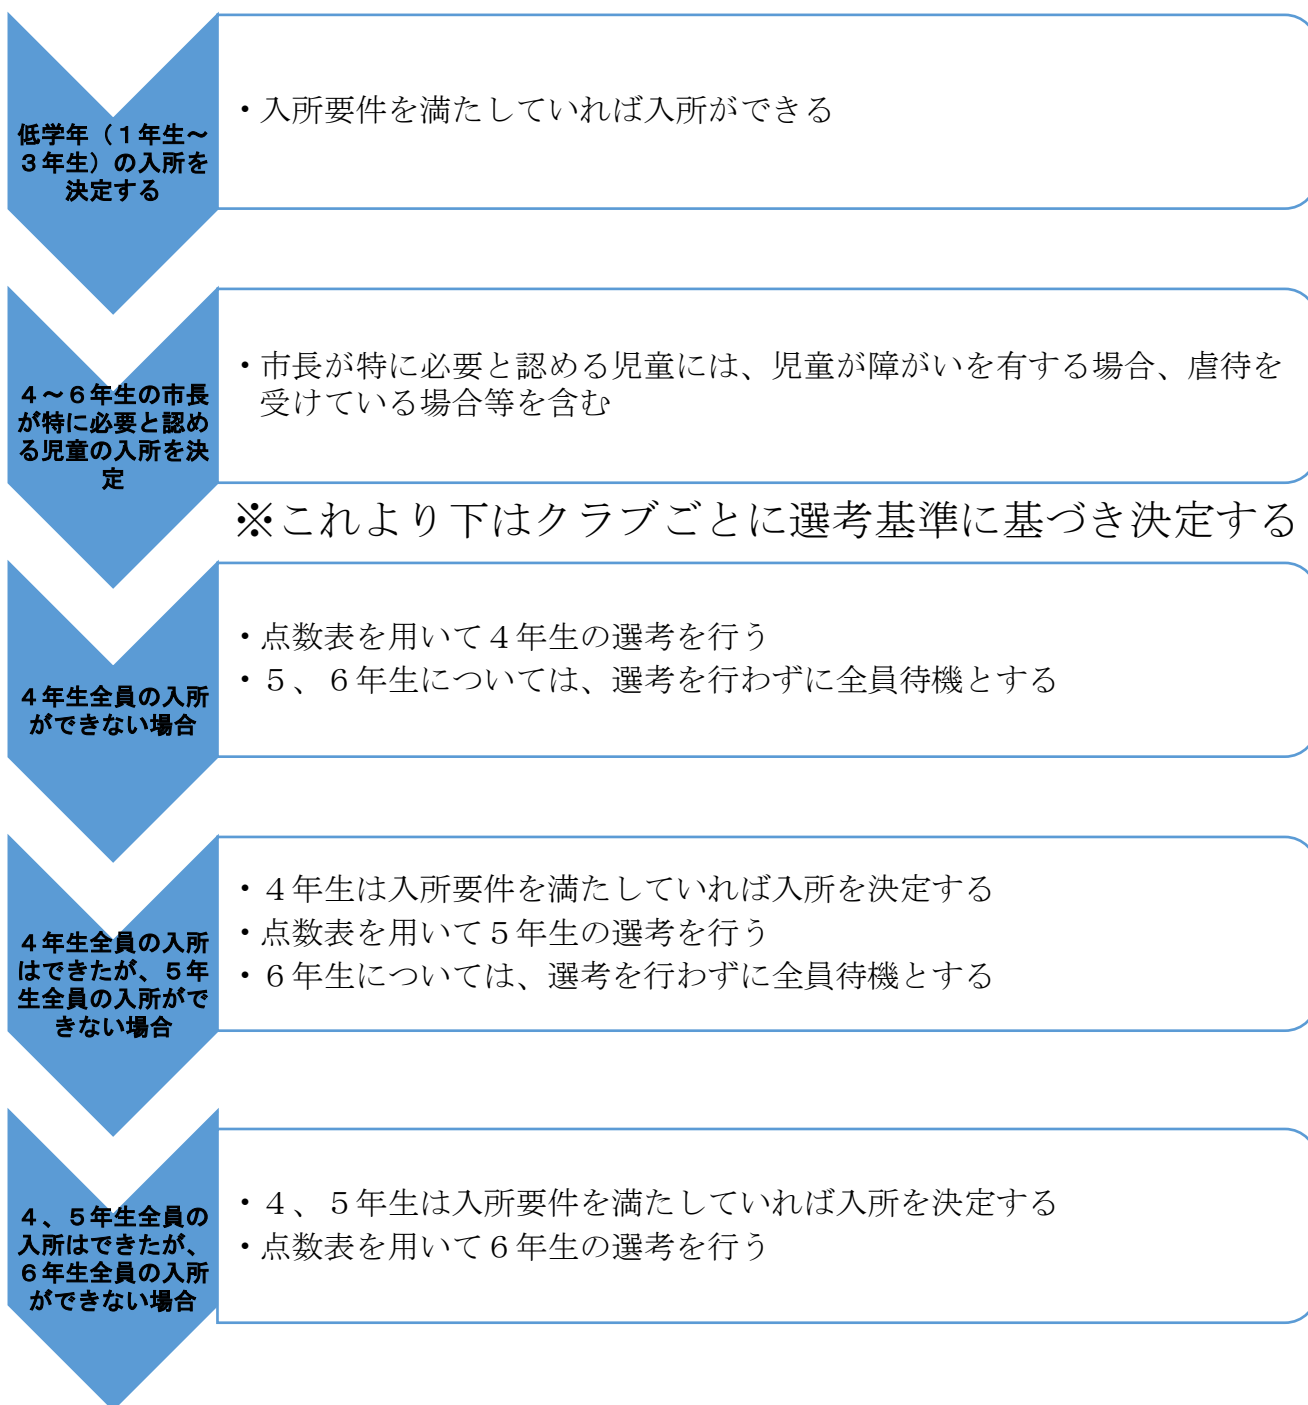 低学年（１年生～
３年生）の入所を
決定する
・入所要件を満たしていれば入所ができる
４～６年生の市長
が特に必要と認め
る児童の入所を決
定
・市長が特に必要と認める児童には、児童が障がいを有する場合、虐待を
受けている場合等を含む
※これより下はクラブごとに選考基準に基づき決定する
４年生全員の入所
ができない場合
・点数表を用いて４年生の選考を行う
・５、６年生については、選考を行わずに全員待機とする
４年生全員の入所
はできたが、５年
生全員の入所がで
きない場合
・４年生は入所要件を満たしていれば入所を決定する
・点数表を用いて５年生の選考を行う
・６年生については、選考を行わずに全員待機とする
４、５年生全員の
入所はできたが、
６年生全員の入所
ができない場合
・４、５年生は入所要件を満たしていれば入所を決定する
・点数表を用いて６年生の選考を行う